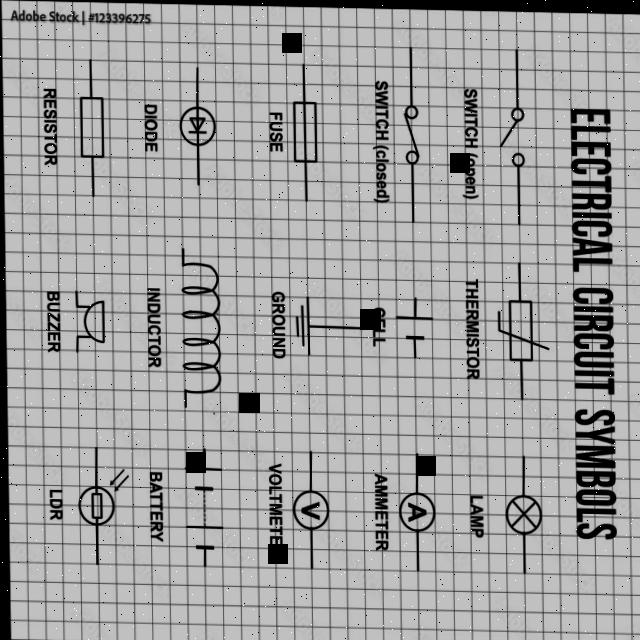 Adobe Stock | #123396275
ELECTRICAL CIRCUIT SYMBOLS
SWITCH (open)
THERMISTOR
LAMP
SWITCH (closed)
CELL
AMMETER
FUSE
GROUND
VOLTMETER
DIODE
INDUCTOR
BATTERY
RESISTOR
BUZZER
LDR
A
V